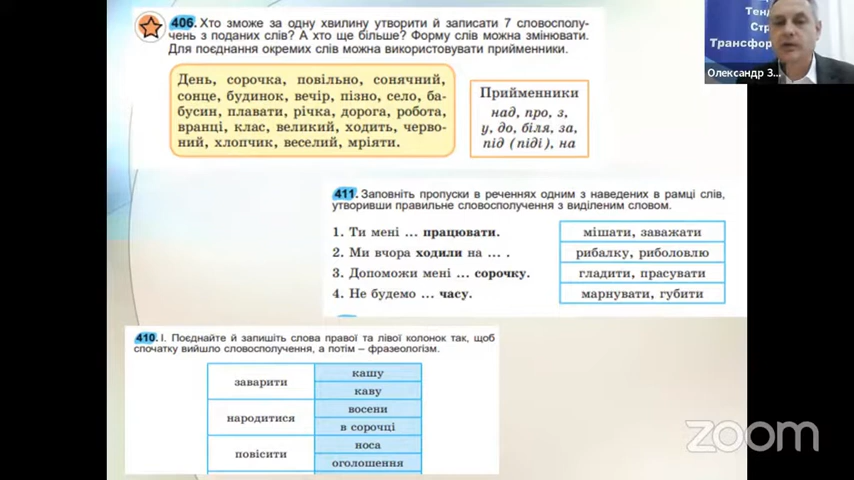 406. Хто зможе за одну хвилину утворити й записати 7 словосполу-
чень з поданих слів? А хто ще більше? Форму слів можна змінювати.
Для поєднання окремих слів можна використовувати прийменники.
День, сорочка, повільно, сонячний,
сонце, будинок, вечір, пізно, село, ба-
бусин, плавати, річка, дорога, робота,
вранці, клас, великий, ходить, черво-
ний, хлопчик, веселий, мріяти.
Прийменники
над, про, з,
у, до, біля, за,
під (піді), на
411. Заповніть пропуски в реченнях одним з наведених в рамці слів,
утворивши правильне словосполучення з виділеним словом.
1. Ти мені ... працювати.
2. Ми вчора ходили на ... .
3. Допоможи мені ... сорочку.
4. Не будемо ... часу.
мішати, заважати
рибалку, риболовлю
гладити, прасувати
марнувати, губити
410. І. Поєднайте й запишіть слова правої та лівої колонок так, щоб
спочатку вийшло словосполучення, а потім – фразеологізм.
заварити
кашу
каву
народитися
восени
в сорочці
повісити
носа
оголошення
Олександр З...
zoom